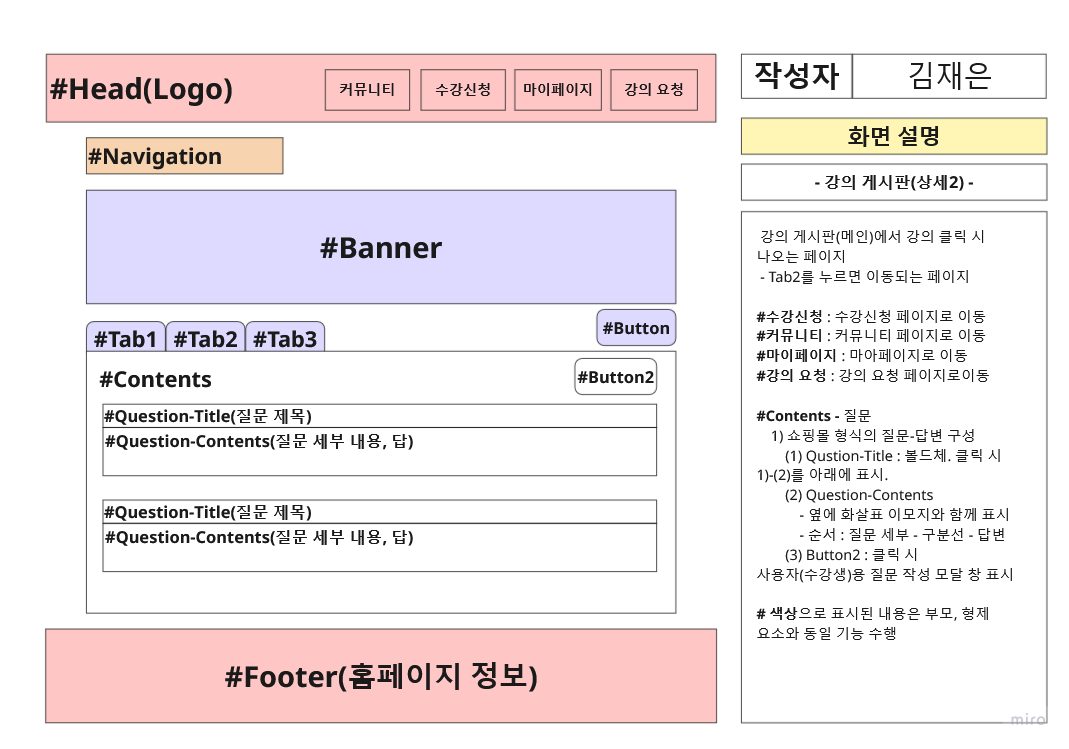 #Head(Logo)
커뮤니티
수강신청
마이페이지
강의 요청
#Navigation
#Banner
#Tab1
#Tab2
#Tab3
#Button
#Contents
#Button2
#Question-Title(질문 제목)
#Question-Contents(질문 세부 내용, 답)
#Question-Title(질문 제목)
#Question-Contents(질문 세부 내용, 답)
#Footer(홈페이지 정보)
작성자
김재은
화면 설명
- 강의 게시판(상세2) -
강의 게시판(메인)에서 강의 클릭 시
나오는 페이지
- Tab2를 누르면 이동되는 페이지
#수강신청 : 수강신청 페이지로 이동
#커뮤니티 : 커뮤니티 페이지로 이동
#마이페이지 : 마아페이지로 이동
#강의 요청 : 강의 요청 페이지로이동
#Contents - 질문
1) 쇼핑몰 형식의 질문-답변 구성
(1) Qustion-Title : 볼드체. 클릭 시
1)-(2)를 아래에 표시.
(2) Question-Contents
- 옆에 화살표 이모지와 함께 표시
- 순서 : 질문 세부 - 구분선 - 답변
(3) Button2 : 클릭 시
사용자(수강생)용 질문 작성 모달 창 표시
# 색상으로 표시된 내용은 부모, 형제
요소와 동일 기능 수행
miro